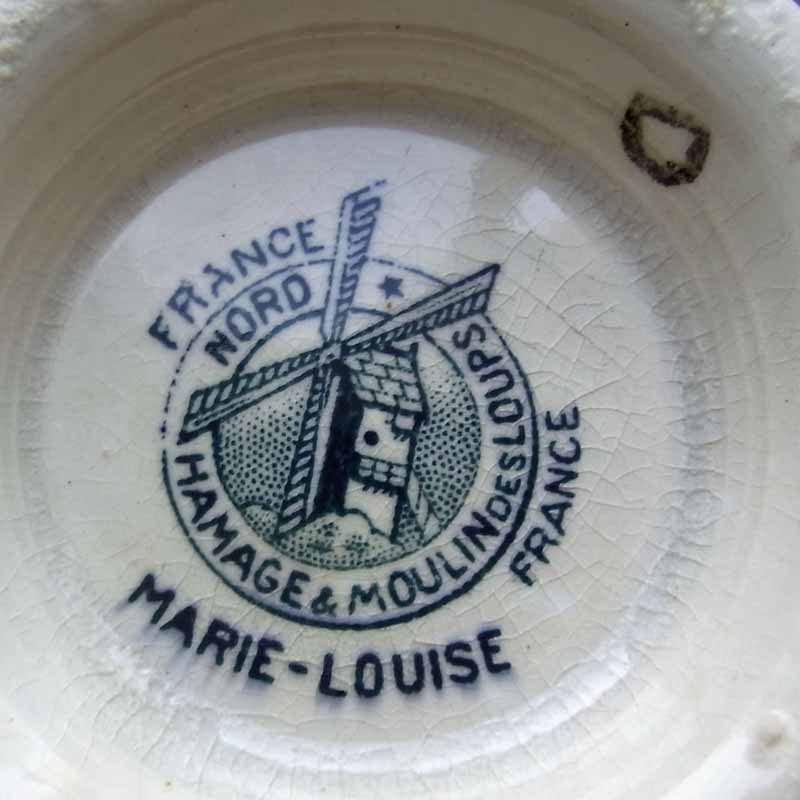 FRANCE
NORD
HAMAGE & MOULIN DES LOUPS
FRANCE
MARIE-LOUISE